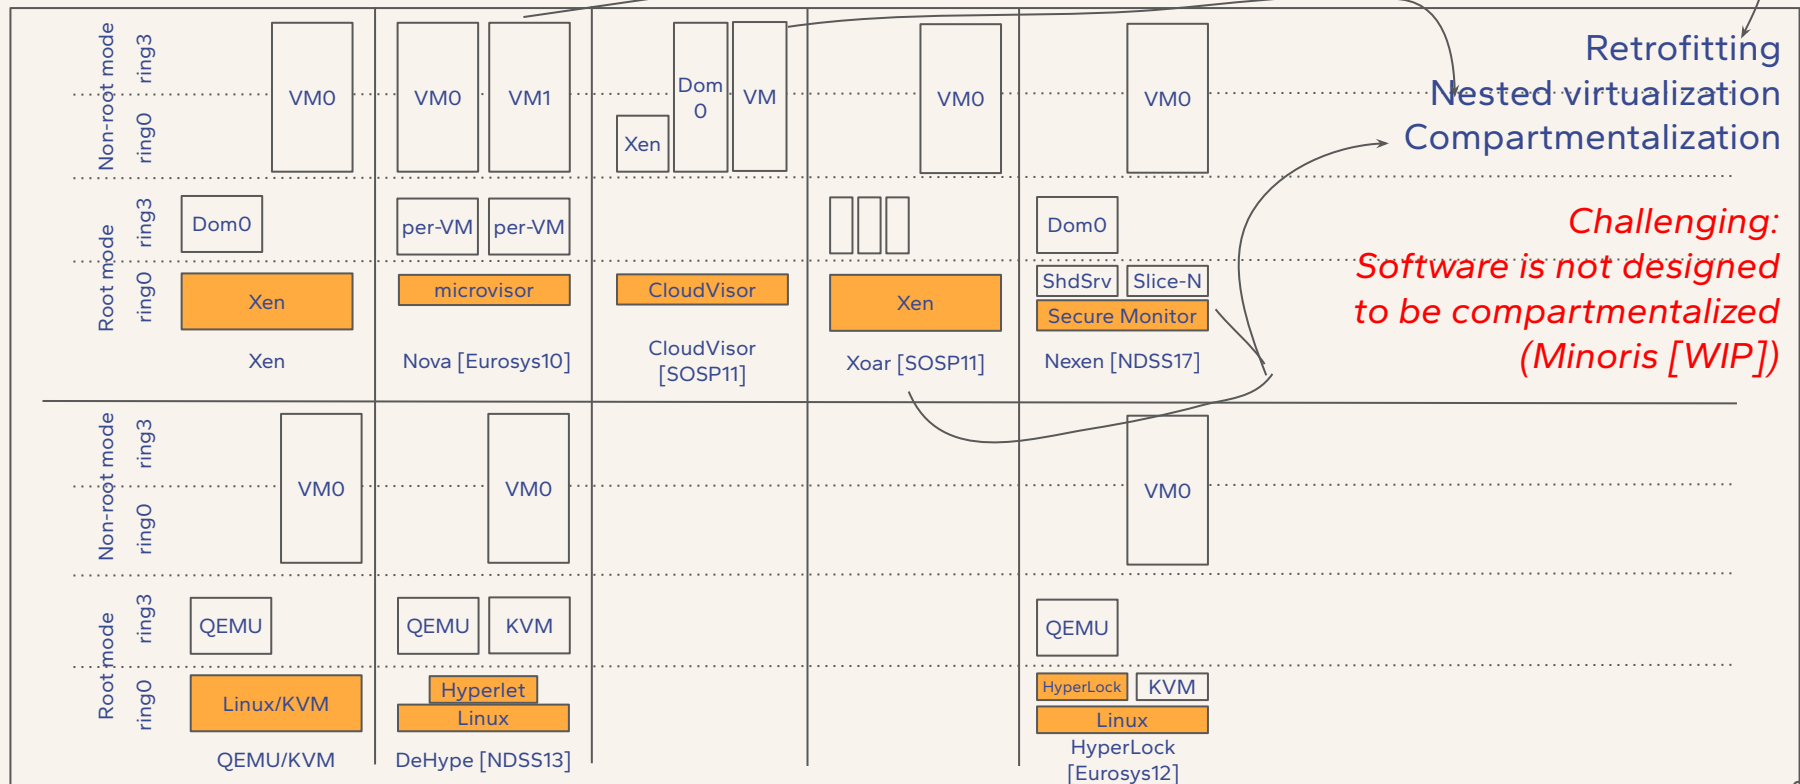 Non-root mode
ring3
ring0
VM0
VM0
VM1
Xen
Dom
0
VM
VM0
VM0
Retrofitting
Nested virtualization
Compartmentalization
Root mode
ring3
ring0
Dom0
per-VM
per-VM
Dom0
Xen
microvisor
CloudVisor
Xen
ShdSrv
Slice-N
Secure Monitor
Challenging:
Software is not designed
to be compartmentalized
(Minoris [WIP])
Xen
Nova [Eurosys10]
CloudVisor
[SOSP11]
Xoar [SOSP11]
Nexen [NDSS17]
Non-root mode
ring3
ring0
VM0
VM0
VM0
Root mode
ring3
ring0
QEMU
QEMU
KVM
QEMU
Linux/KVM
Hyperlet
Linux
HyperLock
KVM
Linux
QEMU/KVM
DeHype [NDSS13]
HyperLock
[Eurosys12]